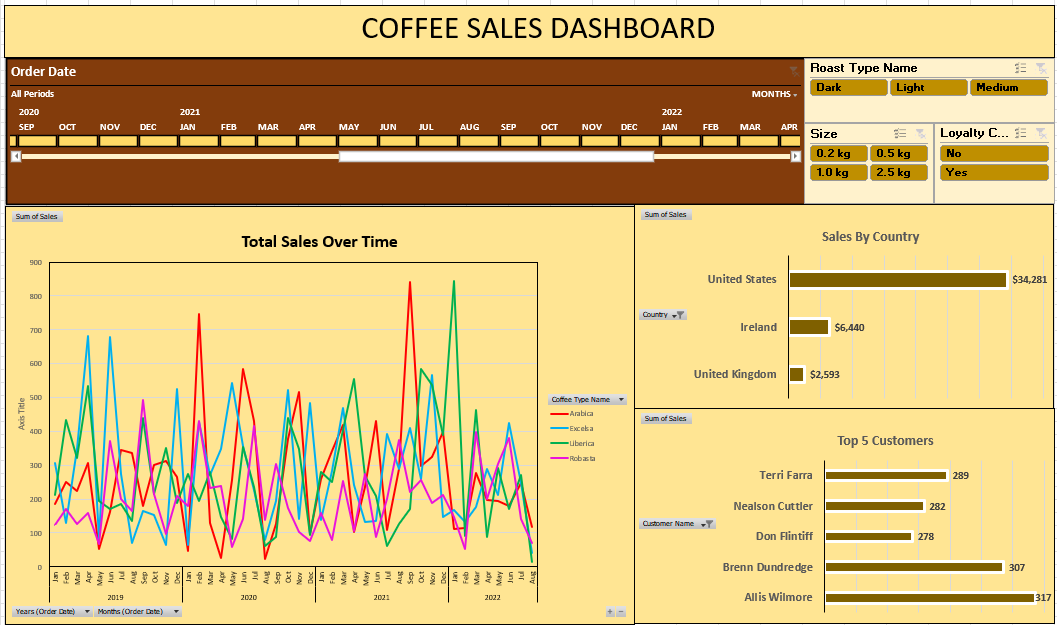 COFFEE SALES DASHBOARD
Order Date
All Periods
MONTHS
2020 2021 2022
SEP OCT NOV DEC JAN FEB MAR APR MAY JUN JUL AUG SEP OCT NOV DEC JAN FEB MAR APR
Roast Type Name
Dark Light Medium
Size
0.2 kg 0.5 kg
1.0 kg 2.5 kg
Loyalty C...
No
Yes
Sum of Sales
Total Sales Over Time
900
800
700
600
500
400
300
200
100
0
Axis Title
Jan Feb Mar Apr May Jun Jul Aug Sep Oct Nov Dec Jan Feb Mar Apr May Jun Jul Aug Sep Oct Nov Dec Jan Feb Mar Apr May Jun Jul Aug Sep Oct Nov Dec Jan Feb Mar Apr May Jun Jul Aug
2019 2020 2021 2022
Years (Order Date) Months (Order Date)
Coffee Type Name
Arabica
Excelsa
Liberica
Robasta
Sum of Sales
Sales By Country
United States $34,281
Country
Ireland $6,440
United Kingdom $2,593
Sum of Sales
Top 5 Customers
Terri Farra 289
Nealson Cuttler 282
Customer Name
Don Flintiff 278
Brenn Dundredge 307
Allis Wilmore 317